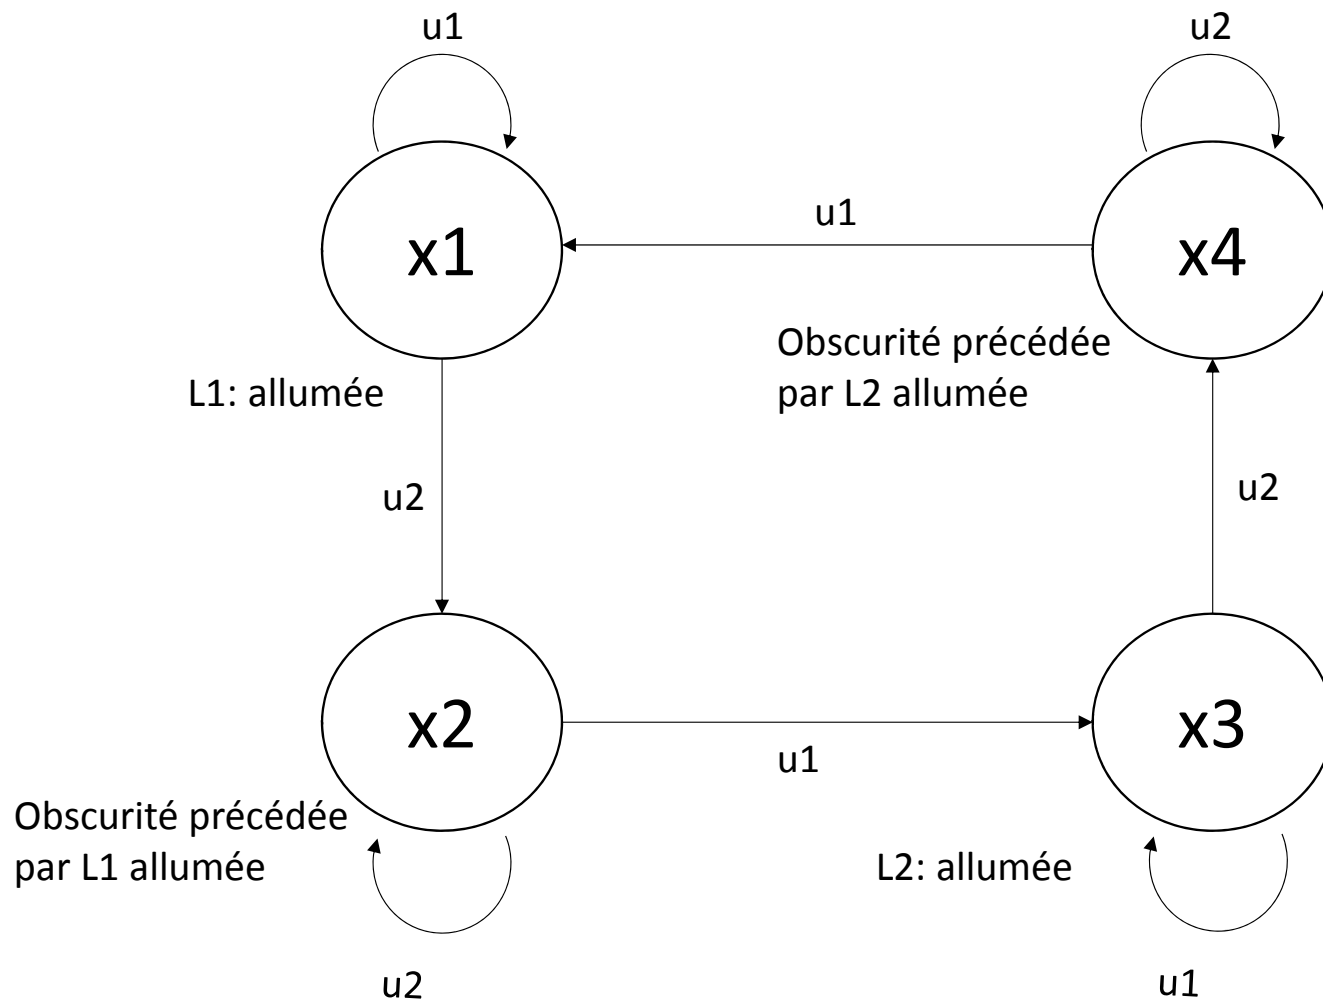 u1
u2
x1
u1
x4
L1: allumée
Obscurité précédée
par L2 allumée
u2
u2
x2
u1
x3
Obscurité précédée
par L1 allumée
L2: allumée
u2
u1